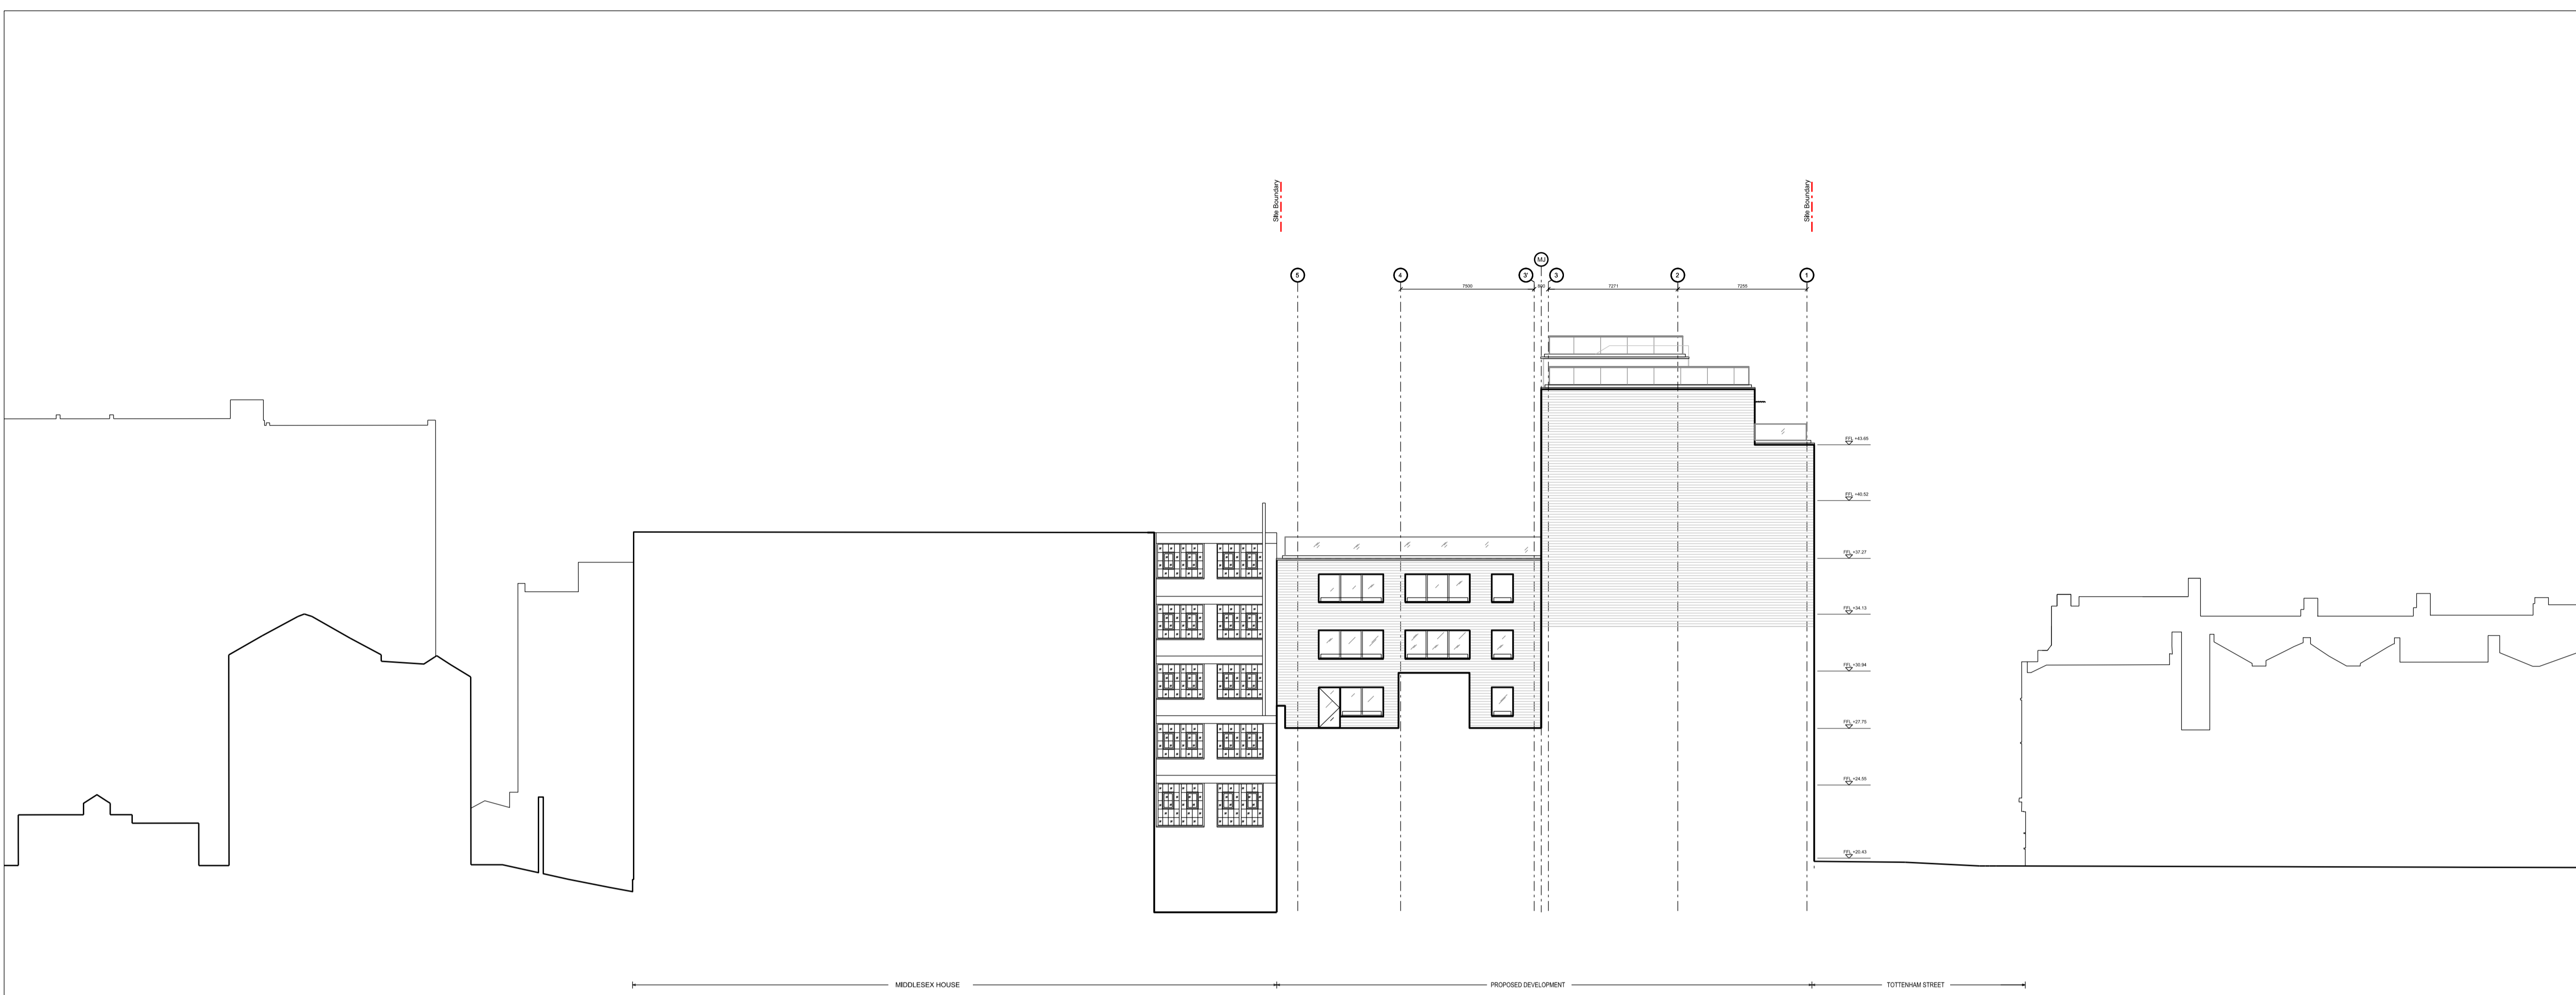 Site Boundary
Site Boundary
MJ
5
4
3'
3
2
1
7500
7271
7255
FFL +43.65
FFL +40.52
FFL +37.27
FFL +34.13
FFL +30.94
FFL +27.75
FFL +24.55
FFL +20.43
MIDDLESEX HOUSE
PROPOSED DEVELOPMENT
TOTTENHAM STREET